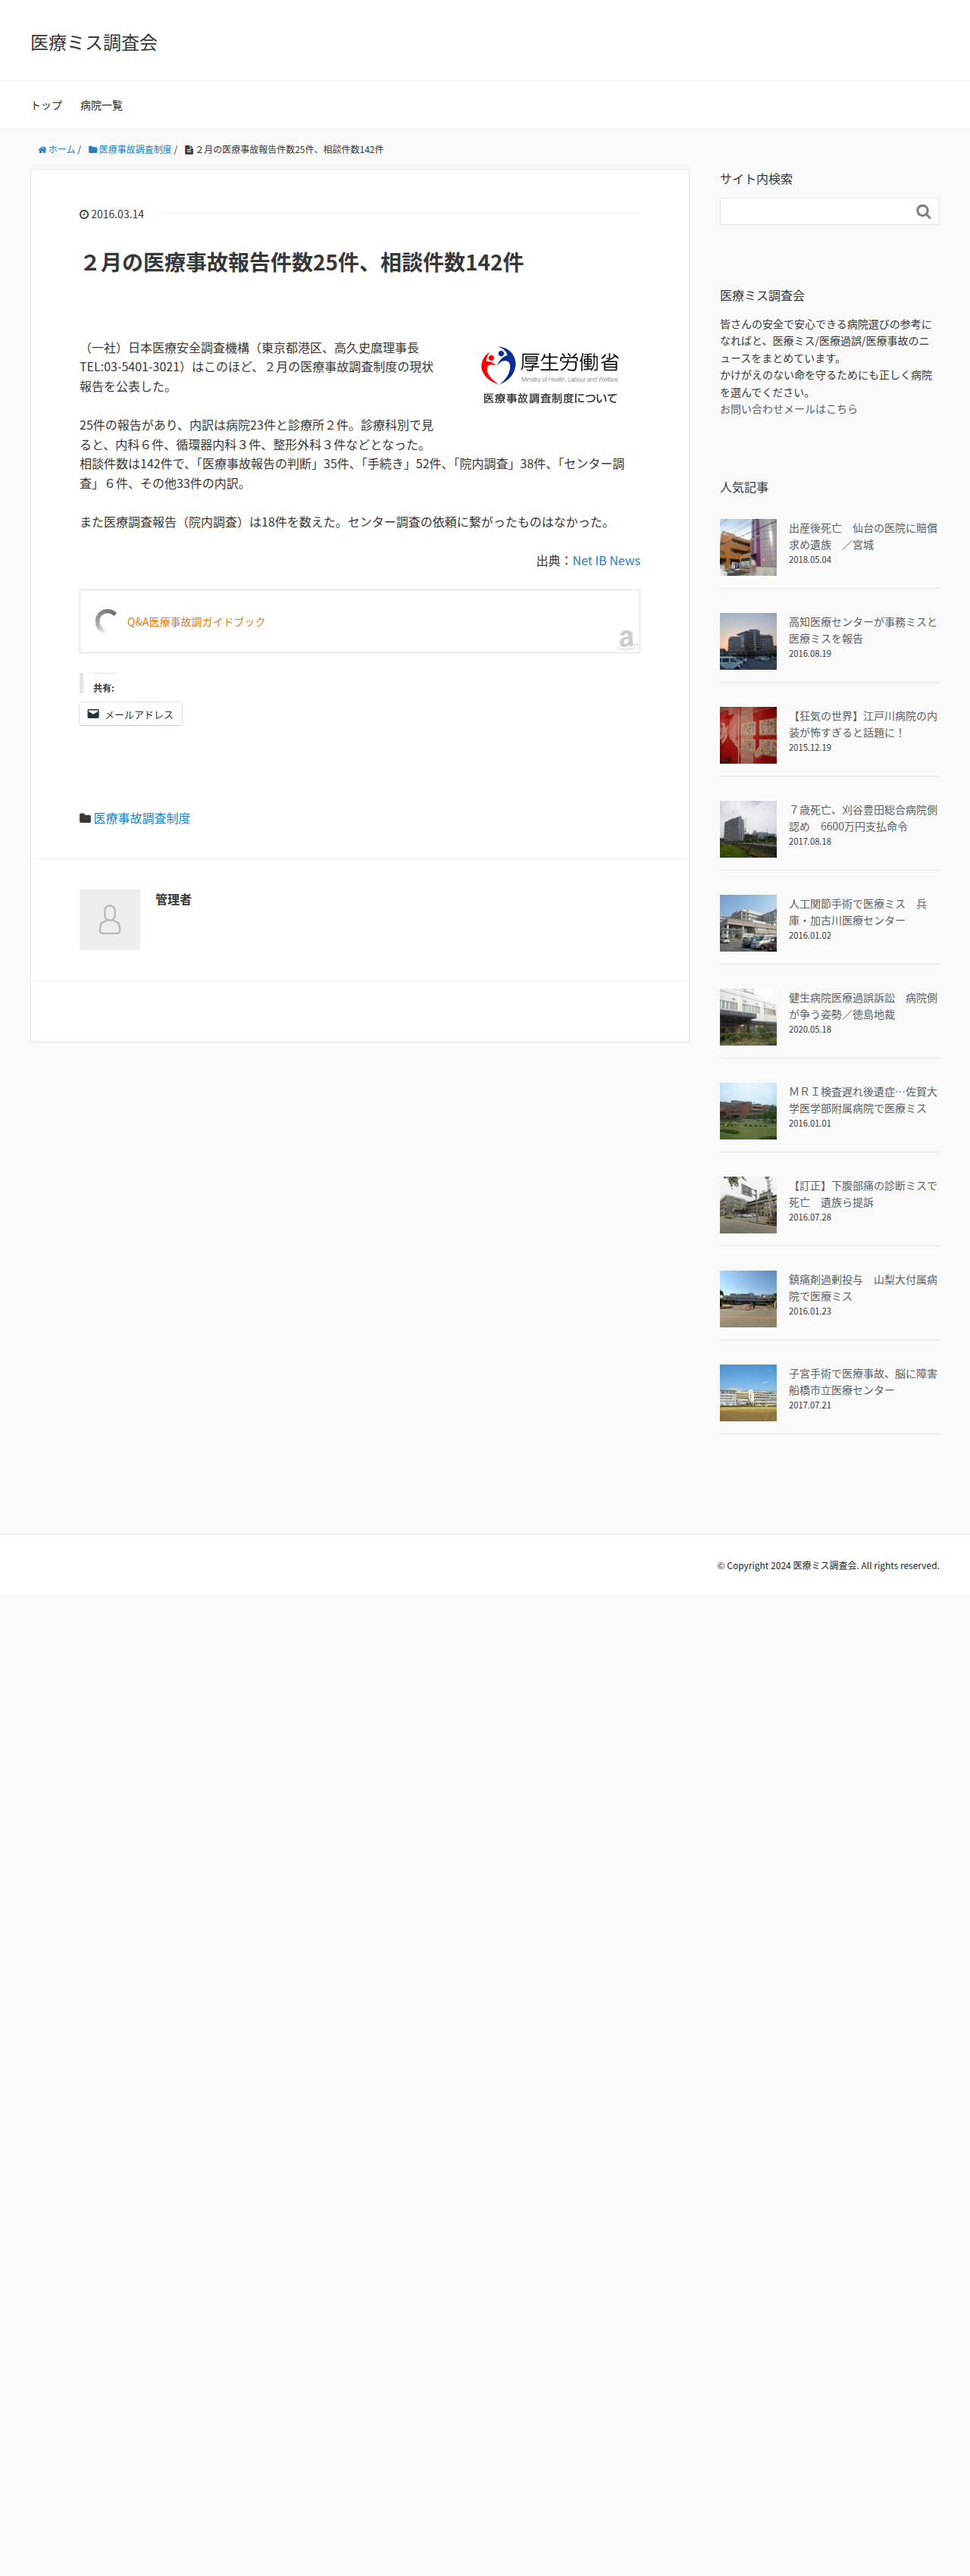 医療ミス調査会
トップ 病院一覧
ホーム / 医療事故調査制度 / ２月の医療事故報告件数25件、相談件数142件
2016.03.14
２月の医療事故報告件数25件、相談件数142件
（一社）日本医療安全調査機構（東京都港区、高久史麿理事長
TEL:03-5401-3021）はこのほど、２月の医療事故調査制度の現状
報告を公表した。
厚生労働省
Ministry of Health, Labour and Welfare
医療事故調査制度について
25件の報告があり、内訳は病院23件と診療所２件。診療科別で見
ると、内科６件、循環器内科３件、整形外科３件などとなった。
相談件数は142件で、「医療事故報告の判断」35件、「手続き」52件、「院内調査」38件、「センター調
査」６件、その他33件の内訳。
また医療調査報告（院内調査）は18件を数えた。センター調査の依頼に繋がったものはなかった。
出典：Net IB News
Q&A医療事故調ガイドブック
a
共有:
メールアドレス
医療事故調査制度
管理者
サイト内検索
医療ミス調査会
皆さんの安全で安心できる病院選びの参考に
なればと、医療ミス/医療過誤/医療事故のニ
ュースをまとめています。
かけがえのない命を守るためにも正しく病院
を選んでください。
お問い合わせメールはこちら
人気記事
出産後死亡　仙台の医院に賠償
求め遺族　／宮城
2018.05.04
高知医療センターが事務ミスと
医療ミスを報告
2016.08.19
【狂気の世界】江戸川病院の内
装が怖すぎると話題に！
2015.12.19
７歳死亡、刈谷豊田総合病院側
認め　6600万円支払命令
2017.08.18
人工関節手術で医療ミス　兵
庫・加古川医療センター
2016.01.02
健生病院医療過誤訴訟　病院側
が争う姿勢／徳島地裁
2020.05.18
ＭＲＩ検査遅れ後遺症…佐賀大
学医学部附属病院で医療ミス
2016.01.01
【訂正】下腹部痛の診断ミスで
死亡　遺族ら提訴
2016.07.28
鎮痛剤過剰投与　山梨大付属病
院で医療ミス
2016.01.23
子宮手術で医療事故、脳に障害
船橋市立医療センター
2017.07.21
© Copyright 2024 医療ミス調査会. All rights reserved.